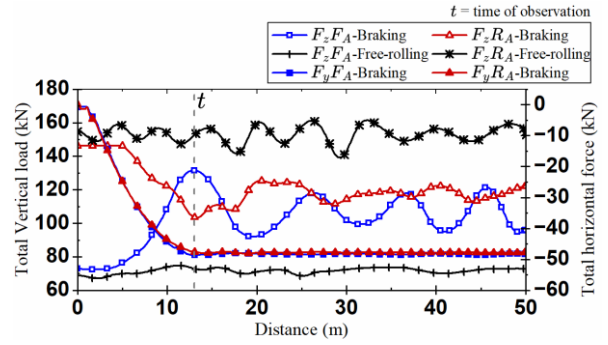 t = time of observation
FzFA-Braking FzRA-Braking
FzFA-Free-rolling FzRA-Free-rolling
FyFA-Braking FyRA-Braking
180
160
140
120
100
80
60
0
−10
−20
−30
−40
−50
−60
t
0 10 20 30 40 50
Distance (m)
Total Vertical load (kN)
Total horizontal force (kN)